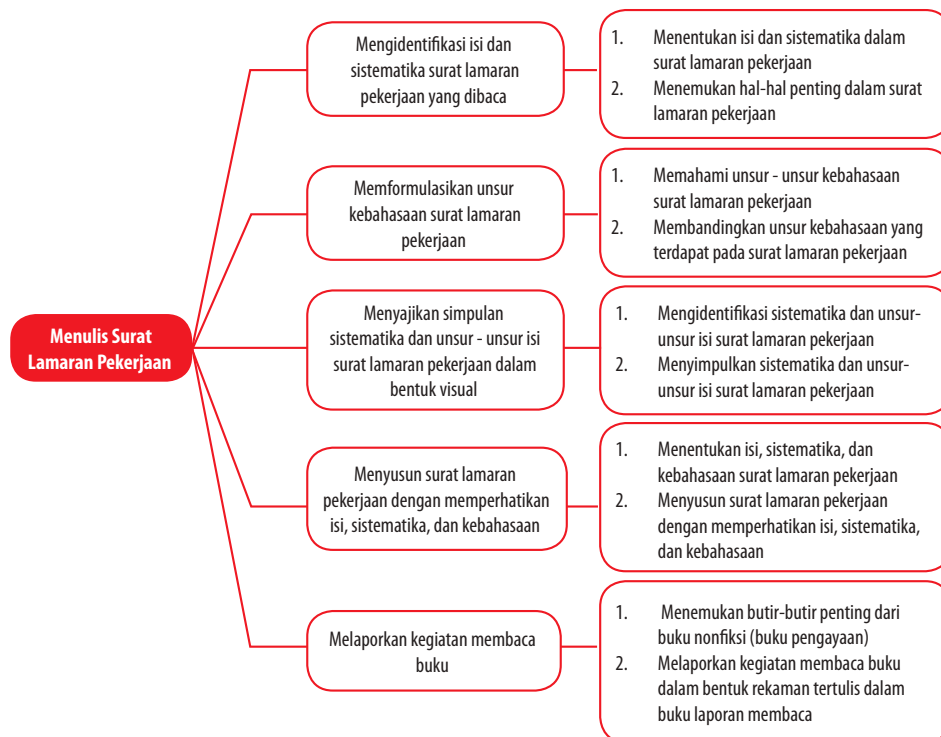 Menulis Surat
Lamaran Pekerjaan
Mengidentifikasi isi dan
sistematika surat lamaran
pekerjaan yang dibaca
1. Menentukan isi dan sistematika dalam
surat lamaran pekerjaan
2. Menemukan hal-hal penting dalam surat
lamaran pekerjaan
Memformulasikan unsur
kebahasaan surat lamaran
pekerjaan
1. Memahami unsur - unsur kebahasaan
surat lamaran pekerjaan
2. Membandingkan unsur kebahasaan yang
terdapat pada surat lamaran pekerjaan
Menyajikan simpulan
sistematika dan unsur - unsur isi
surat lamaran pekerjaan dalam
bentuk visual
1. Mengidentifikasi sistematika dan unsur-
unsur isi surat lamaran pekerjaan
2. Menyimpulkan sistematika dan unsur-
unsur isi surat lamaran pekerjaan
Menyusun surat lamaran
pekerjaan dengan memperhatikan
isi, sistematika, dan kebahasaan
1. Menentukan isi, sistematika, dan
kebahasaan surat lamaran pekerjaan
2. Menyusun surat lamaran pekerjaan
dengan memperhatikan isi, sistematika,
dan kebahasaan
Melaporkan kegiatan membaca
buku
1. Menemukan butir-butir penting dari
buku nonfiksi (buku pengayaan)
2. Melaporkan kegiatan membaca buku
dalam bentuk rekaman tertulis dalam
buku laporan membaca